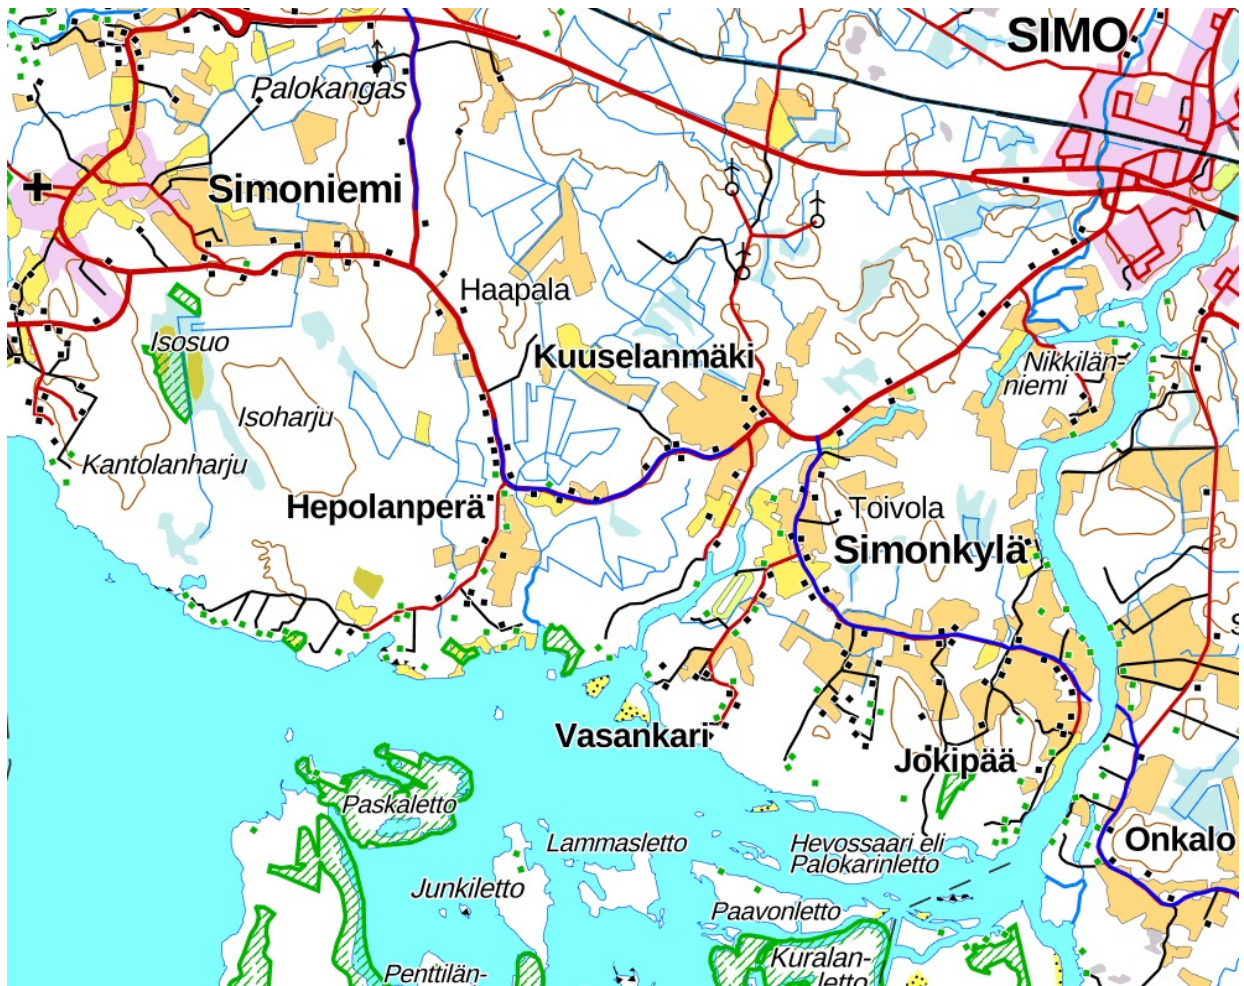 SIMO
Palokangas
Simoniemi
Haapala
Isosuo
Kuuselanmäki
Nikkilän-
niemi
Isoharju
Kantolanharju
Hepolanperä
Toivola
Simonkylä
Vasankari
Jokipää
Paskaletto
Lammasletto
Hevossaari eli
Palokarinletto
Onkalo
Junkiletto
Paavonletto
Kuralan-
letto
Penttilän-